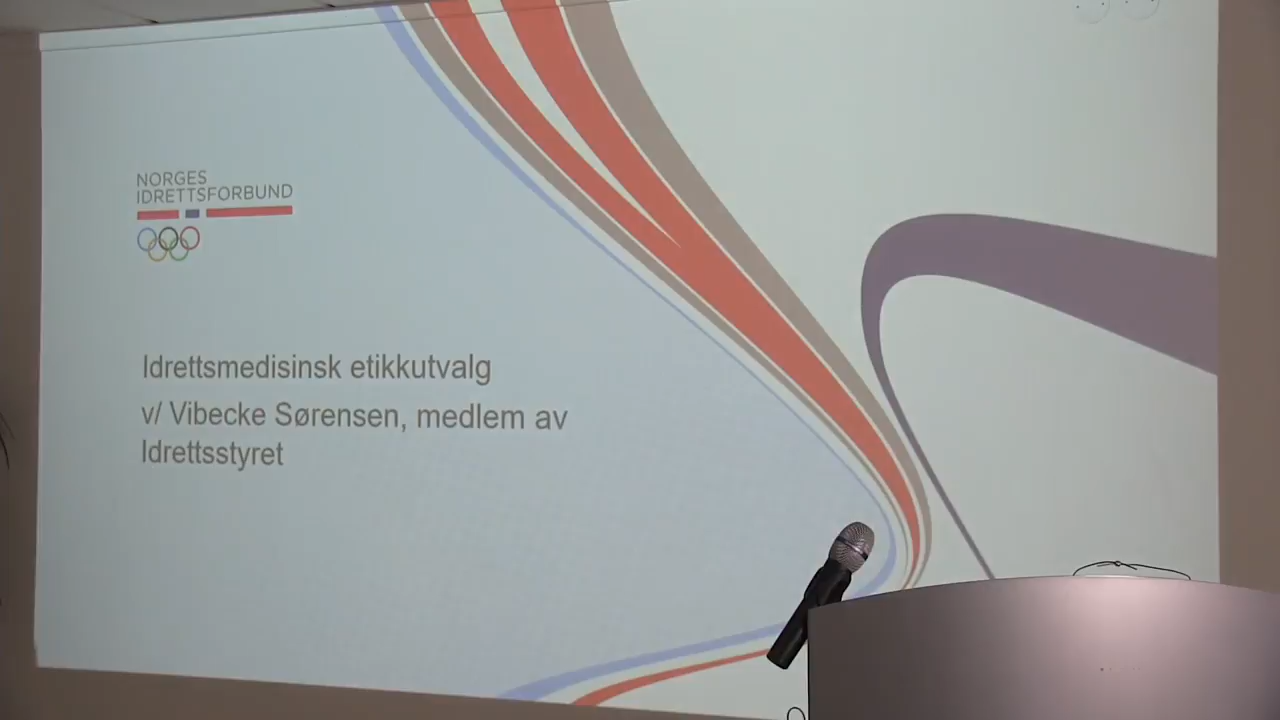 NORGES
IDRETTSFORBUND
Idrettsmedisinsk etikkutvalg
v/ Vibecke Sørensen, medlem av
Idrettsstyret